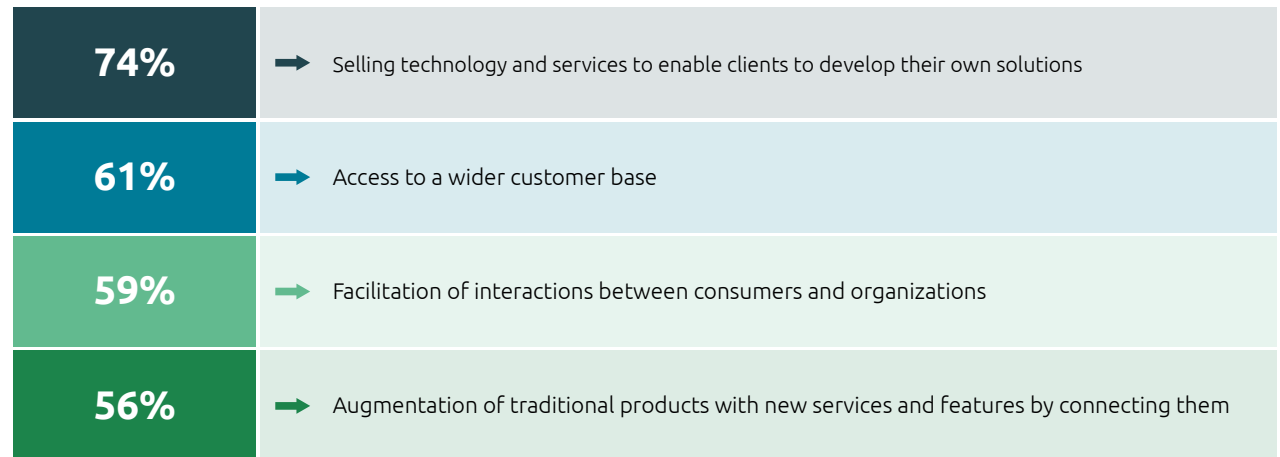 74%
Selling technology and services to enable clients to develop their own solutions
61%
Access to a wider customer base
59%
Facilitation of interactions between consumers and organizations
56%
Augmentation of traditional products with new services and features by connecting them